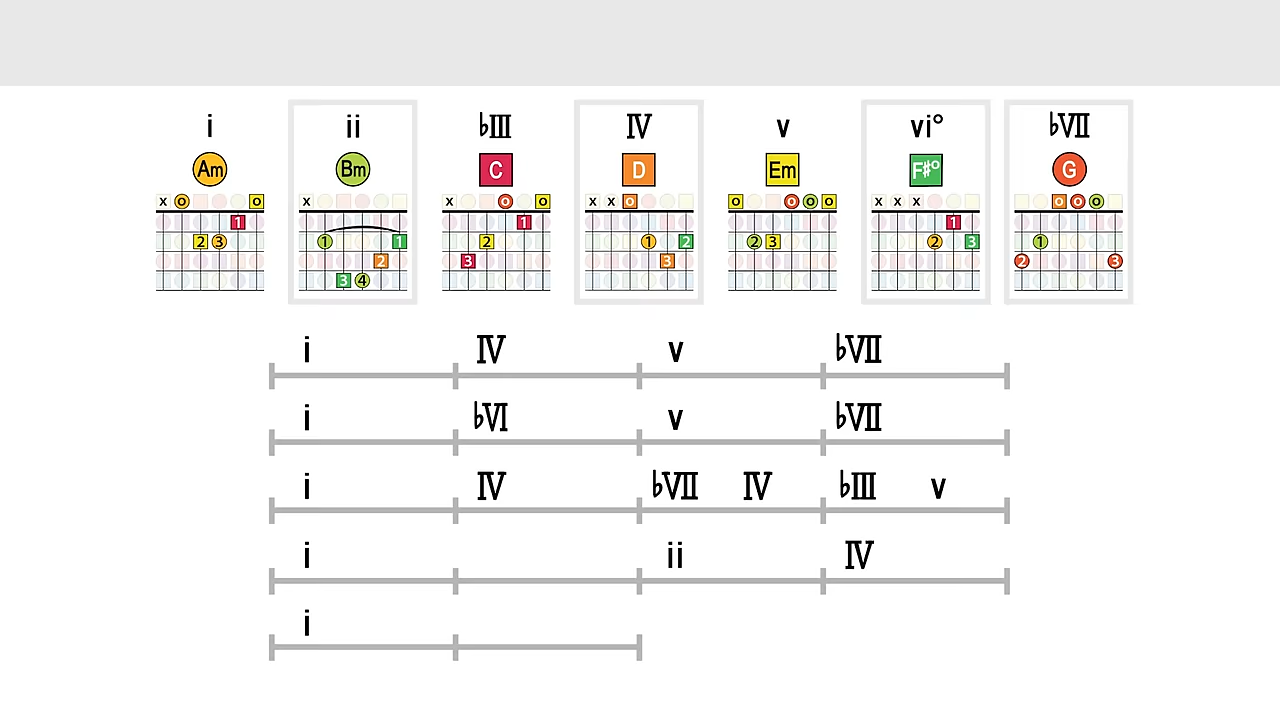 i ii ♭III IV v vi° ♭VII
Am Bm C D Em F#° G
x o o x x o o x x o o o o o x x x o o o
1 1 1
2 3 1 1 2 1 2 2 3 2 3 1
2 3 3 2 3
3 4
i IV v ♭VII
i ♭VI v ♭VII
i IV ♭VII IV ♭III v
i ii IV
i